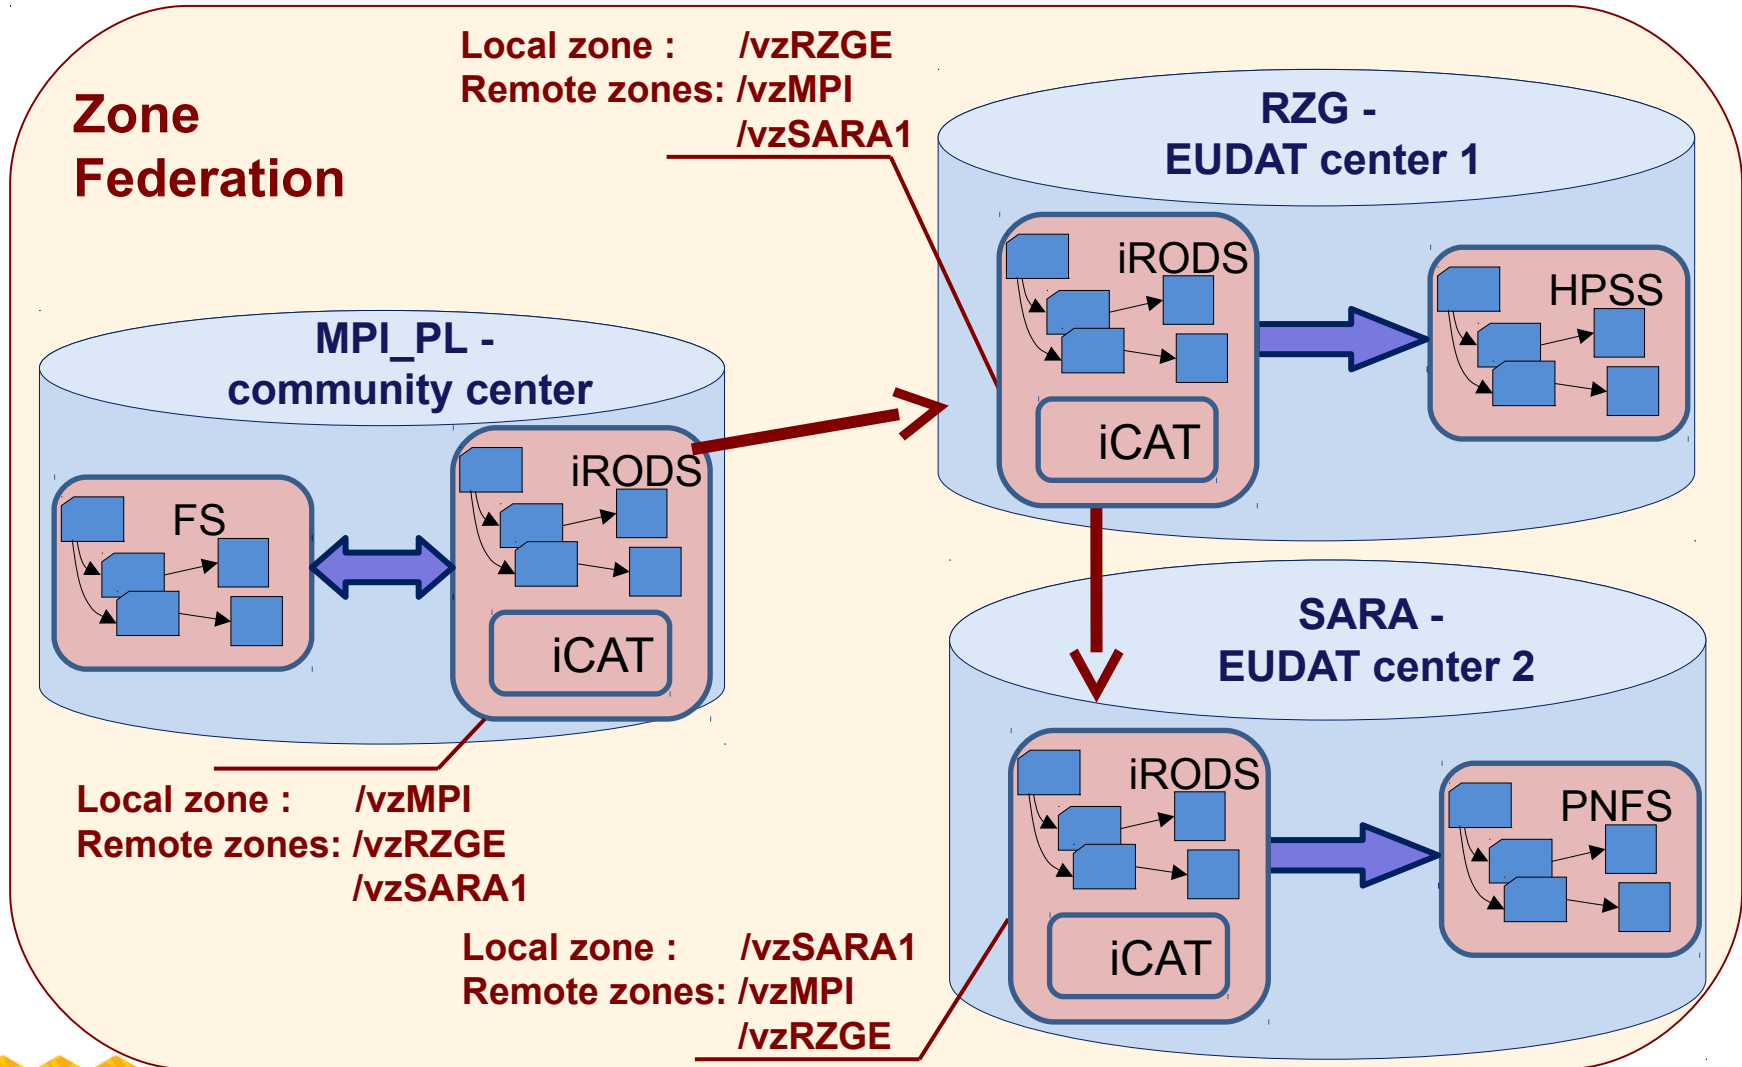 Zone
Federation
Local zone : /vzRZGE
Remote zones: /vzMPI
/vzSARA1
RZG -
EUDAT center 1
iRODS
iCAT
HPSS
MPI_PL -
community center
FS
iRODS
iCAT
Local zone : /vzMPI
Remote zones: /vzRZGE
/vzSARA1
SARA -
EUDAT center 2
iRODS
iCAT
PNFS
Local zone : /vzSARA1
Remote zones: /vzMPI
/vzRZGE